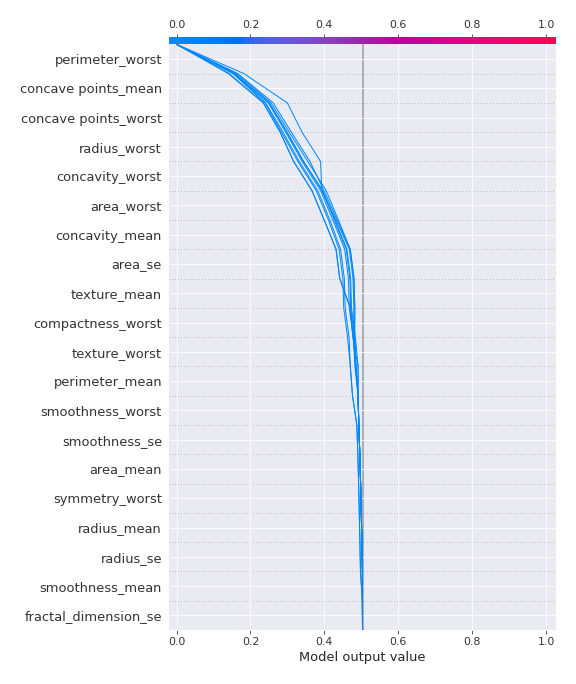 0.0 0.2 0.4 0.6 0.8 1.0
perimeter_worst
concave points_mean
concave points_worst
radius_worst
concavity_worst
area_worst
concavity_mean
area_se
texture_mean
compactness_worst
texture_worst
perimeter_mean
smoothness_worst
smoothness_se
area_mean
symmetry_worst
radius_mean
radius_se
smoothness_mean
fractal_dimension_se
0.0 0.2 0.4 0.6 0.8 1.0
Model output value